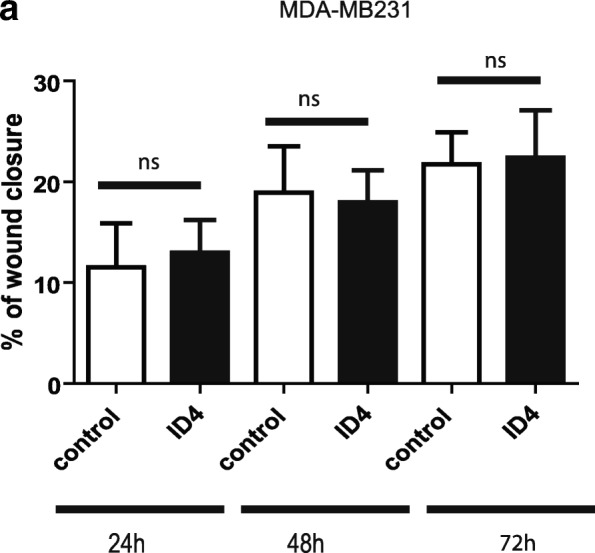 a
MDA-MB231
% of wound closure
30
20
10
0
ns
ns
ns
control
ID4
control
ID4
control
ID4
24h
48h
72h